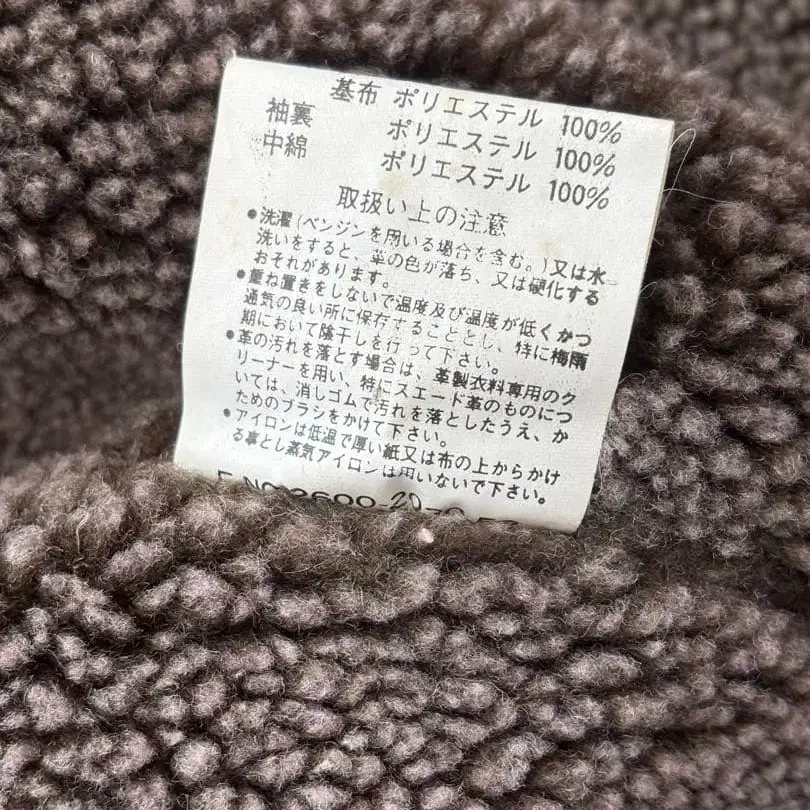 基布 ポリエステル 100%
袖裏 ポリエステル 100%
中綿 ポリエステル 100%
取扱い上の注意
●洗濯(ベンジンを用いる場合を含む。)又は水
洗いをすると、革の色が落ち、又は硬化する
おそれがあります。
●重ね置きをしないで温度及び温度が低くかつ
通気の良い所に保存することとし、特に梅雨
期において陰干しを行って下さい。
●革の汚れを落とす場合は、革製衣料専用のク
リーナーを用い、特にスエード革のものにつ
いては、消しゴムで汚れを落としたうえ、か
ためのブラシをかけて下さい。
●アイロンは低温で厚い紙又は布の上からかけ
る事とし蒸気アイロンは用いないで下さい。